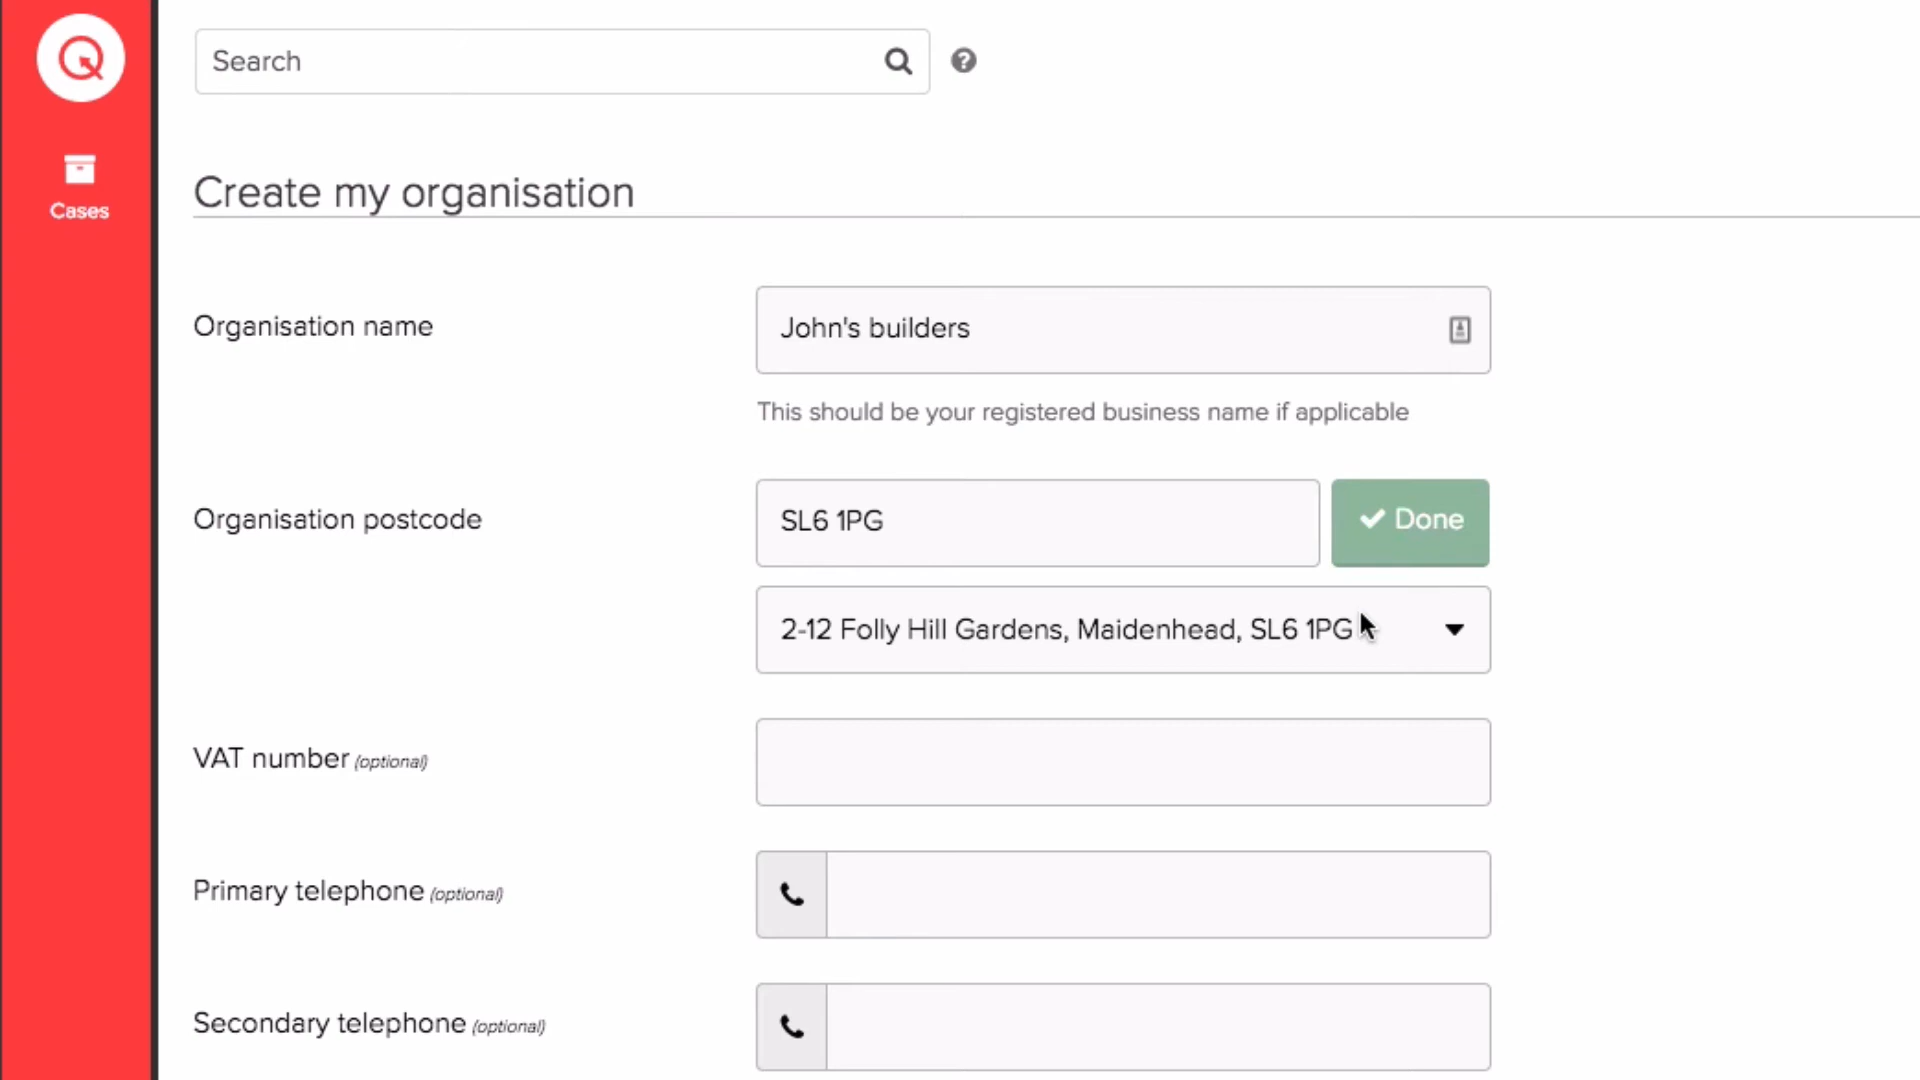 Search
Cases
Create my organisation
Organisation name
John's builders
This should be your registered business name if applicable
Organisation postcode
SL6 1PG
Done
2-12 Folly Hill Gardens, Maidenhead, SL6 1PG
VAT number (optional)
Primary telephone (optional)
Secondary telephone (optional)